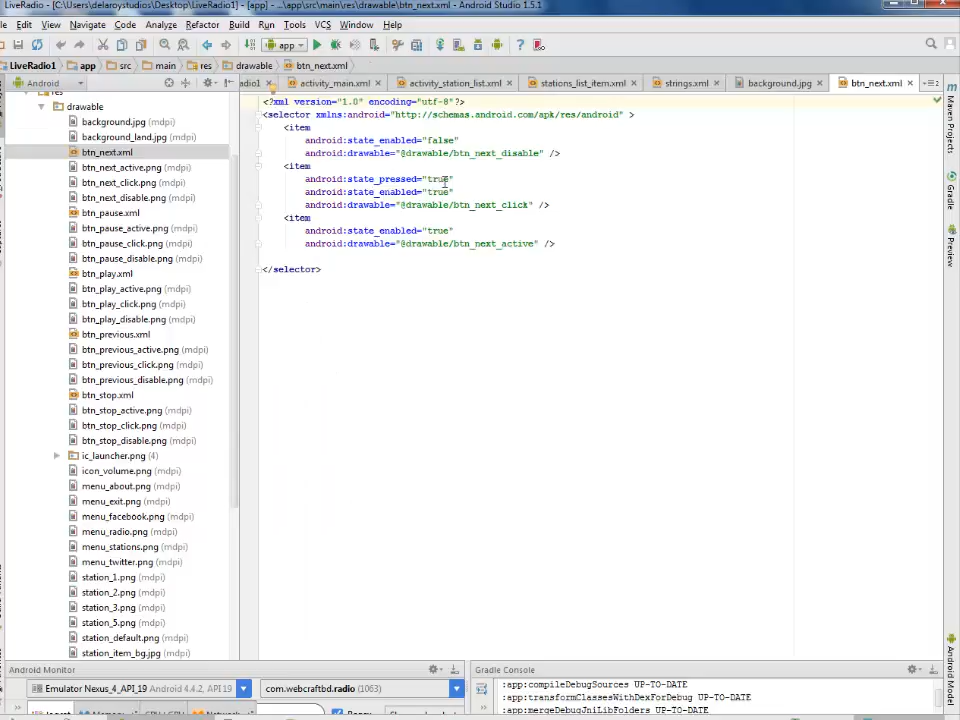 LiveRadio - [C:\Users\delaroystudios\Desktop\LiveRadio1] - [app] - ...\app\src\main\res\drawable\btn_next.xml - Android Studio 1.5.1
Edit View Navigate Code Analyze Refactor Build Run Tools VCS Window Help
app
LiveRadio1 app src main res drawable btn_next.xml
Android
activity_main.xml activity_station_list.xml stations_list_item.xml strings.xml background.jpg btn_next.xml
drawable
background.jpg (mdpi)
background_land.jpg (mdpi)
btn_next.xml
btn_next_active.png (mdpi)
btn_next_click.png (mdpi)
btn_next_disable.png (mdpi)
btn_pause.xml
btn_pause_active.png (mdpi)
btn_pause_click.png (mdpi)
btn_pause_disable.png (mdpi)
btn_play.xml
btn_play_active.png (mdpi)
btn_play_click.png (mdpi)
btn_play_disable.png (mdpi)
btn_previous.xml
btn_previous_active.png (mdpi)
btn_previous_click.png (mdpi)
btn_previous_disable.png (mdpi)
btn_stop.xml
btn_stop_active.png (mdpi)
btn_stop_click.png (mdpi)
btn_stop_disable.png (mdpi)
ic_launcher.png (4)
icon_volume.png (mdpi)
menu_about.png (mdpi)
menu_exit.png (mdpi)
menu_facebook.png (mdpi)
menu_radio.png (mdpi)
menu_stations.png (mdpi)
menu_twitter.png (mdpi)
station_1.png (mdpi)
station_2.png (mdpi)
station_3.png (mdpi)
station_5.png (mdpi)
station_default.png (mdpi)
station_item_bg.jpg (mdpi)
<?xml version="1.0" encoding="utf-8"?>
<selector xmlns:android="http://schemas.android.com/apk/res/android" >
<item
android:state_enabled="false"
android:drawable="@drawable/btn_next_disable" />
<item
android:state_pressed="true"
android:state_enabled="true"
android:drawable="@drawable/btn_next_click" />
<item
android:state_enabled="true"
android:drawable="@drawable/btn_next_active" />
</selector>
Maven Projects
Gradle
Preview
Android Model
Android Monitor
Emulator Nexus_4_API_19 Android 4.4.2, API 19
com.webcraftbd.radio (1063)
Gradle Console
:app:compileDebugSources UP-TO-DATE
:app:transformClassesWithDexForDebug UP-TO-DATE
:app:mergeDebugJniLibFolders UP-TO-DATE